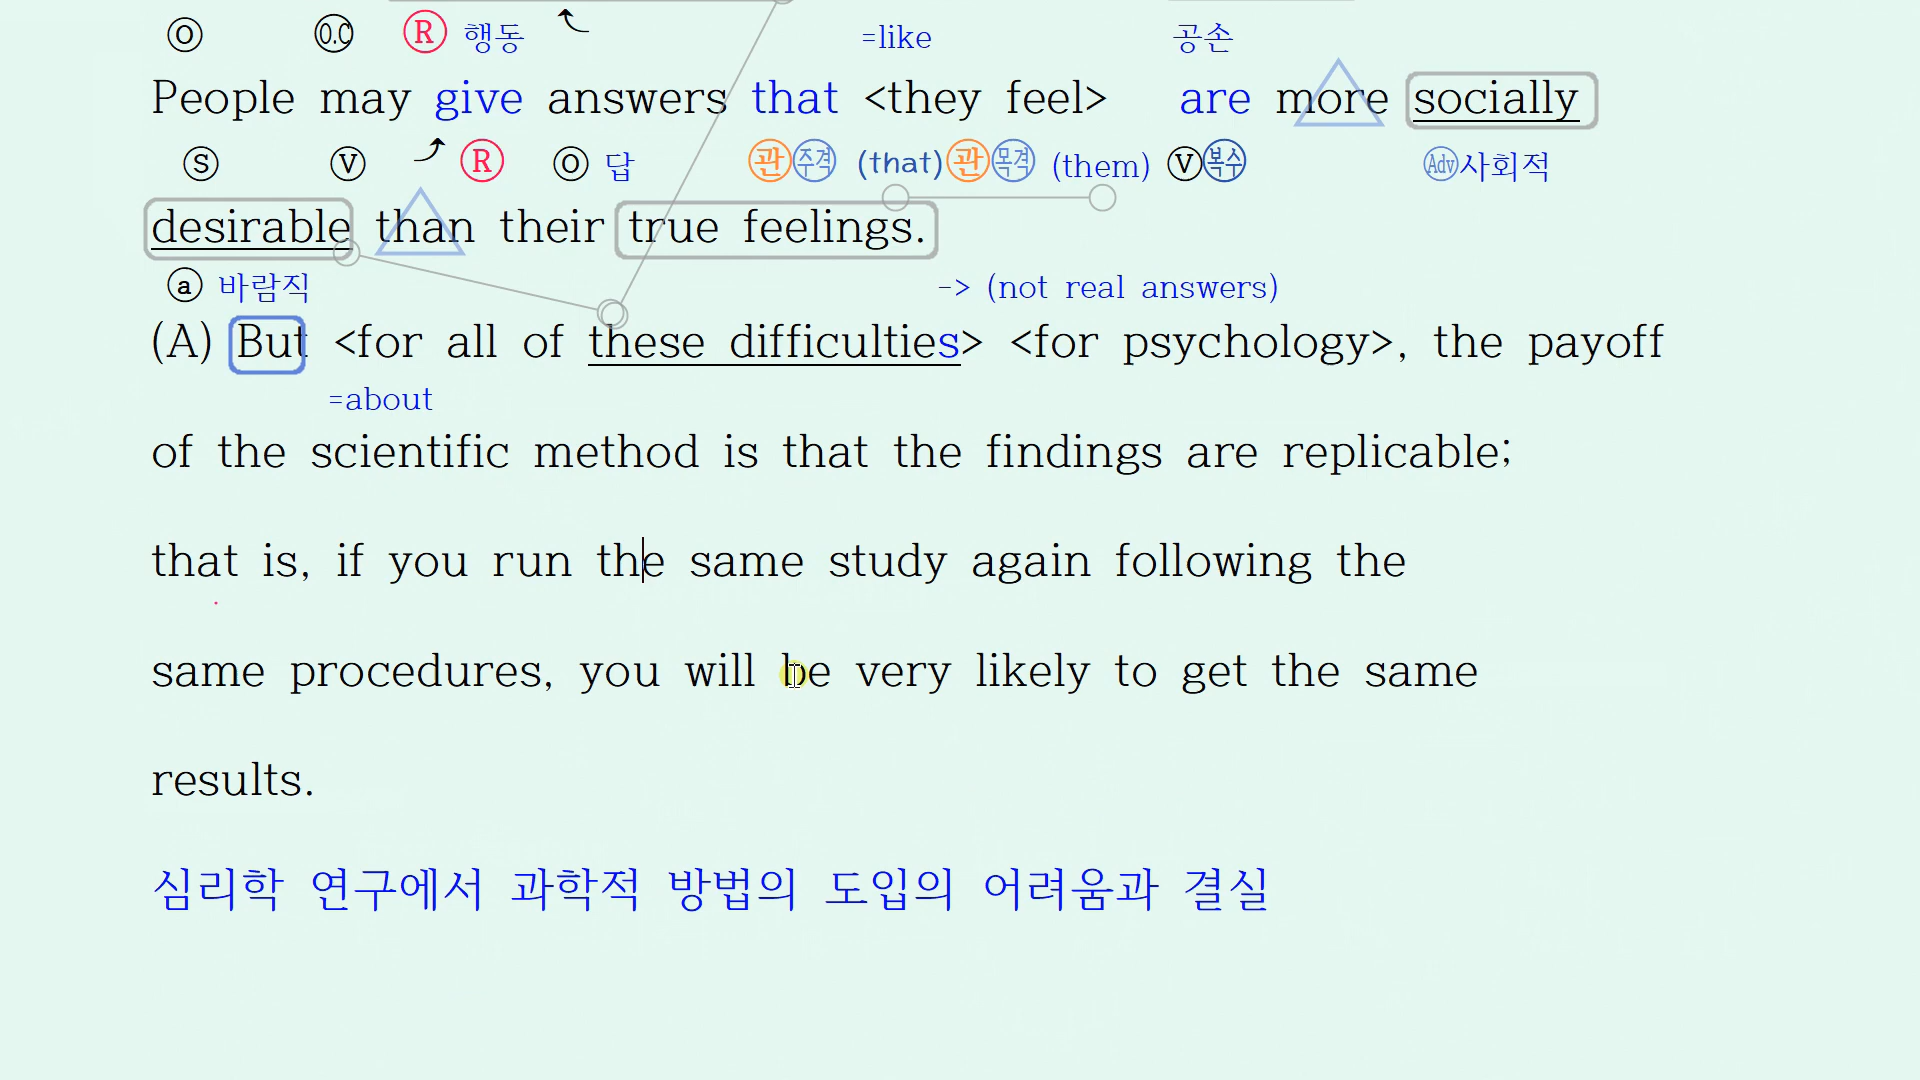 Ⓞ O.C Ⓡ 행동 =like 공손
People may give answers that <they feel> are more socially
Ⓢ Ⓥ Ⓡ Ⓞ 답 관 주격 (that) 관 목격 (them) Ⓥ 복수 Adv 사회적
desirable than their true feelings.
ⓐ 바람직 -> (not real answers)
(A) But <for all of these difficulties> <for psychology>, the payoff
=about
of the scientific method is that the findings are replicable;
that is, if you run the same study again following the
same procedures, you will be very likely to get the same
results.
심리학 연구에서 과학적 방법의 도입의 어려움과 결실